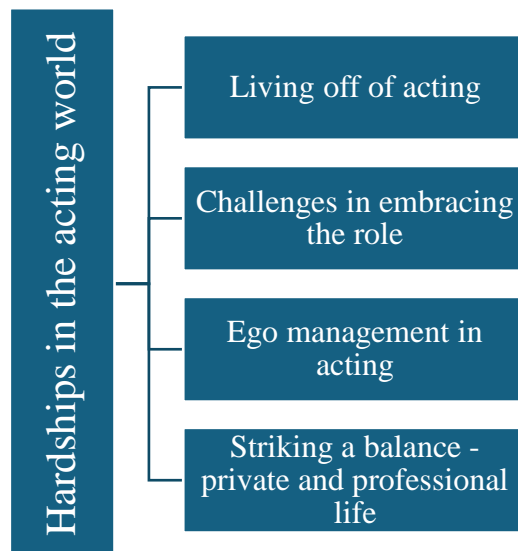 Hardships in the acting world
Living off of acting
Challenges in embracing
the role
Ego management in
acting
Striking a balance -
private and professional
life